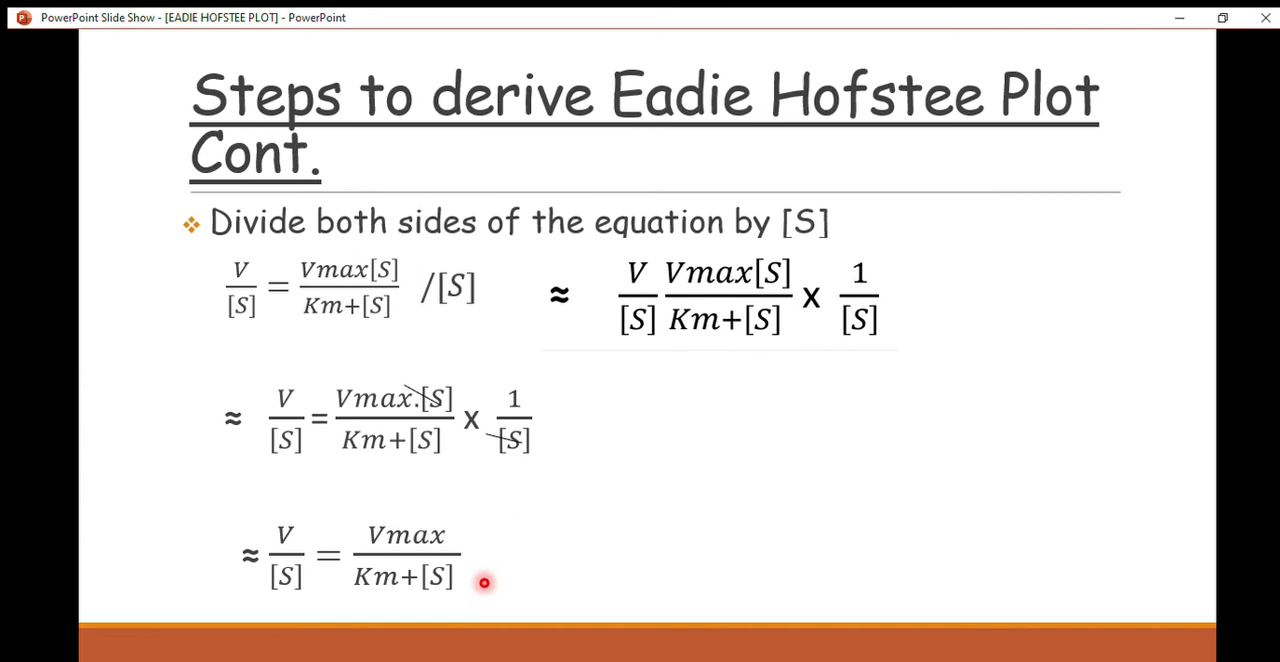 PowerPoint Slide Show - [EADIE HOFSTEE PLOT] - PowerPoint
Steps to derive Eadie Hofstee Plot
Cont.
❖ Divide both sides of the equation by [S]
V/[S] = Vmax[S]/Km+[S] /[S] ≈ V/[S] Vmax[S]/Km+[S] X 1/[S]
≈ V/[S] = Vmax.[S]/Km+[S] X 1/[S]
≈ V/[S] = Vmax/Km+[S]